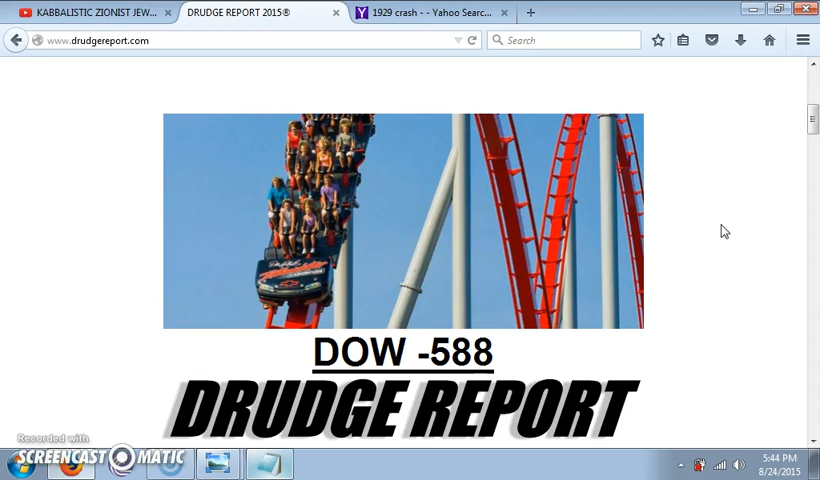 KABBALISTIC ZIONIST JEW...
DRUDGE REPORT 2015®
1929 crash - - Yahoo Searc...
www.drudgereport.com
Search
DOW -588
DRUDGE REPORT
Recorded with
SCREENCAST MATIC
5:44 PM
8/24/2015